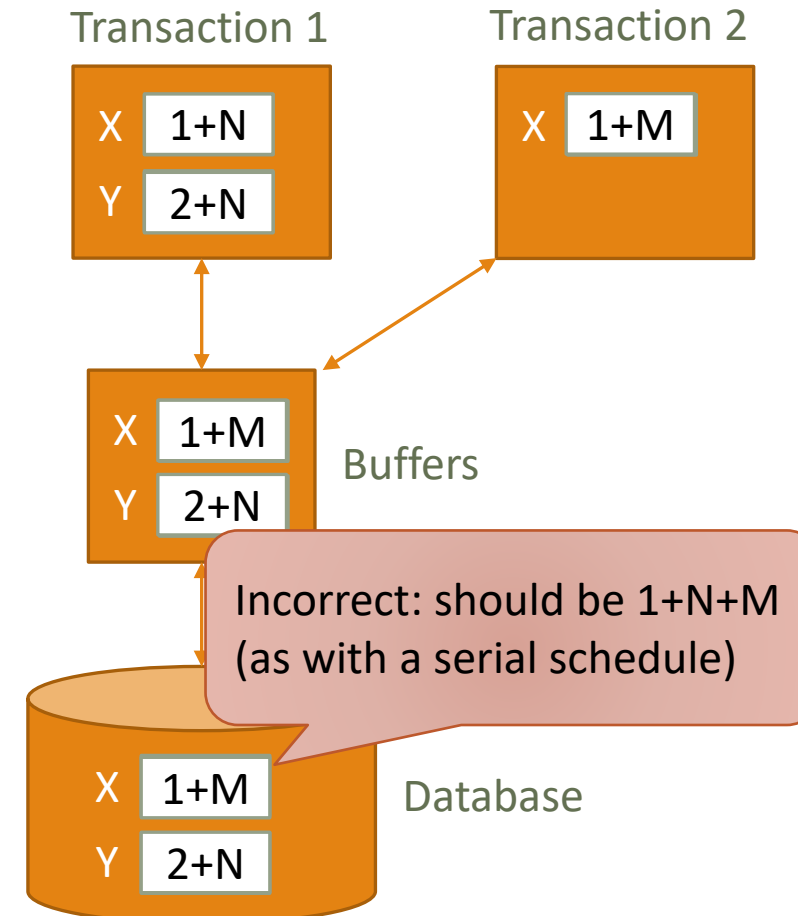 Transaction 1
Transaction 2
X 1+N
Y 2+N
X 1+M
X 1+M
Y 2+N
Buffers
Incorrect: should be 1+N+M
(as with a serial schedule)
X 1+M
Y 2+N
Database